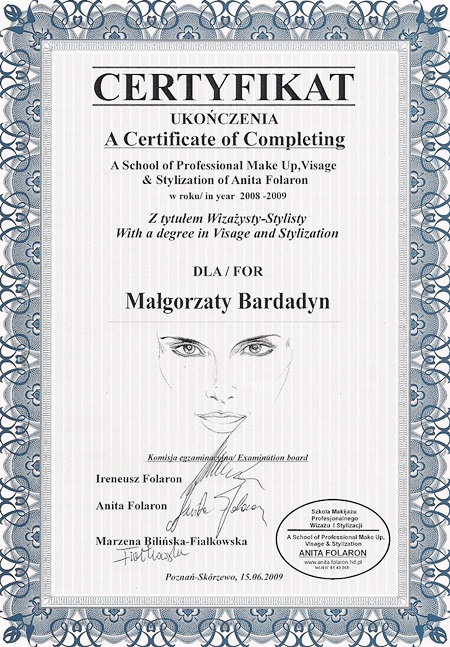 CERTYFIKAT
UKOŃCZENIA
A Certificate of Completing
A School of Professional Make Up,Visage
& Stylization of Anita Folaron
w roku/ in year 2008 -2009
Z tytułem Wizażysty-Stylisty
With a degree in Visage and Stylization
DLA / FOR
Małgorzaty Bardadyn
Komisja egzaminacyjna/ Examination board
Ireneusz Folaron
Anita Folaron
Anita Folaron
Marzena Bilińska-Fiałkowska
Fiałkowska
Poznań-Skórzewo, 15.06.2009
Szkoła Makijażu
Profesjonalnego
Wizażu I Stylizacji
A School of Professional Make Up,
Visage & Stylization
ANITA FOLARON
www.anita.folaron.hd.pl